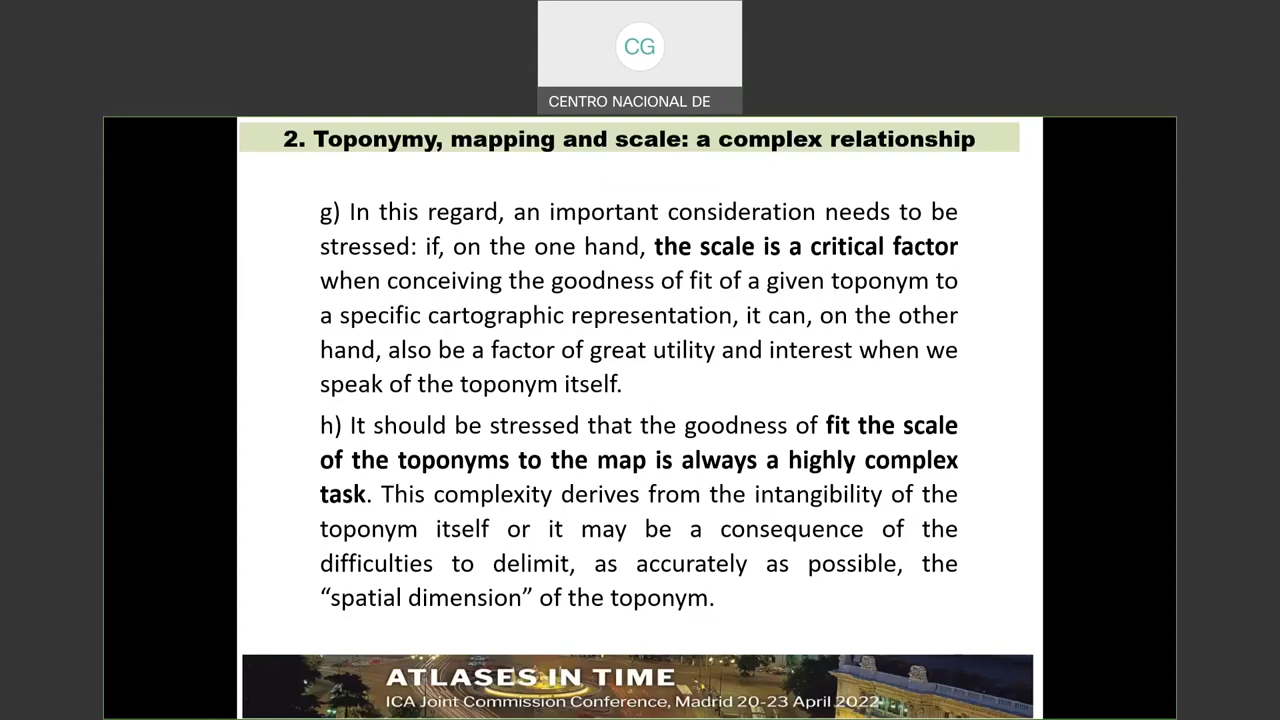 CG
CENTRO NACIONAL DE
2. Toponymy, mapping and scale: a complex relationship
g) In this regard, an important consideration needs to be
stressed: if, on the one hand, the scale is a critical factor
when conceiving the goodness of fit of a given toponym to
a specific cartographic representation, it can, on the other
hand, also be a factor of great utility and interest when we
speak of the toponym itself.
h) It should be stressed that the goodness of fit the scale
of the toponyms to the map is always a highly complex
task. This complexity derives from the intangibility of the
toponym itself or it may be a consequence of the
difficulties to delimit, as accurately as possible, the
“spatial dimension” of the toponym.
ATLASES IN TIME
ICA Joint Commission Conference, Madrid 20-23 April 2022